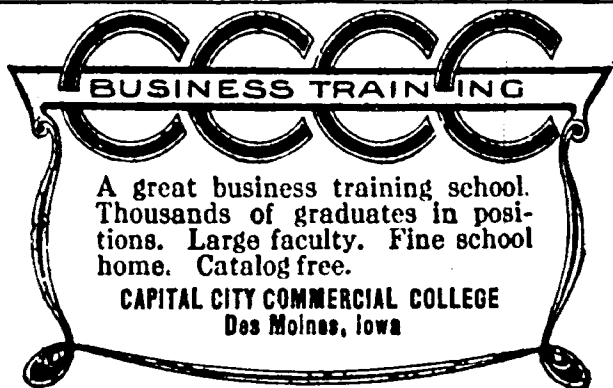 CCCC
BUSINESS TRAINING
A great business training school.
Thousands of graduates in posi-
tions. Large faculty. Fine school
home. Catalog free.
CAPITAL CITY COMMERCIAL COLLEGE
Des Moines, Iowa